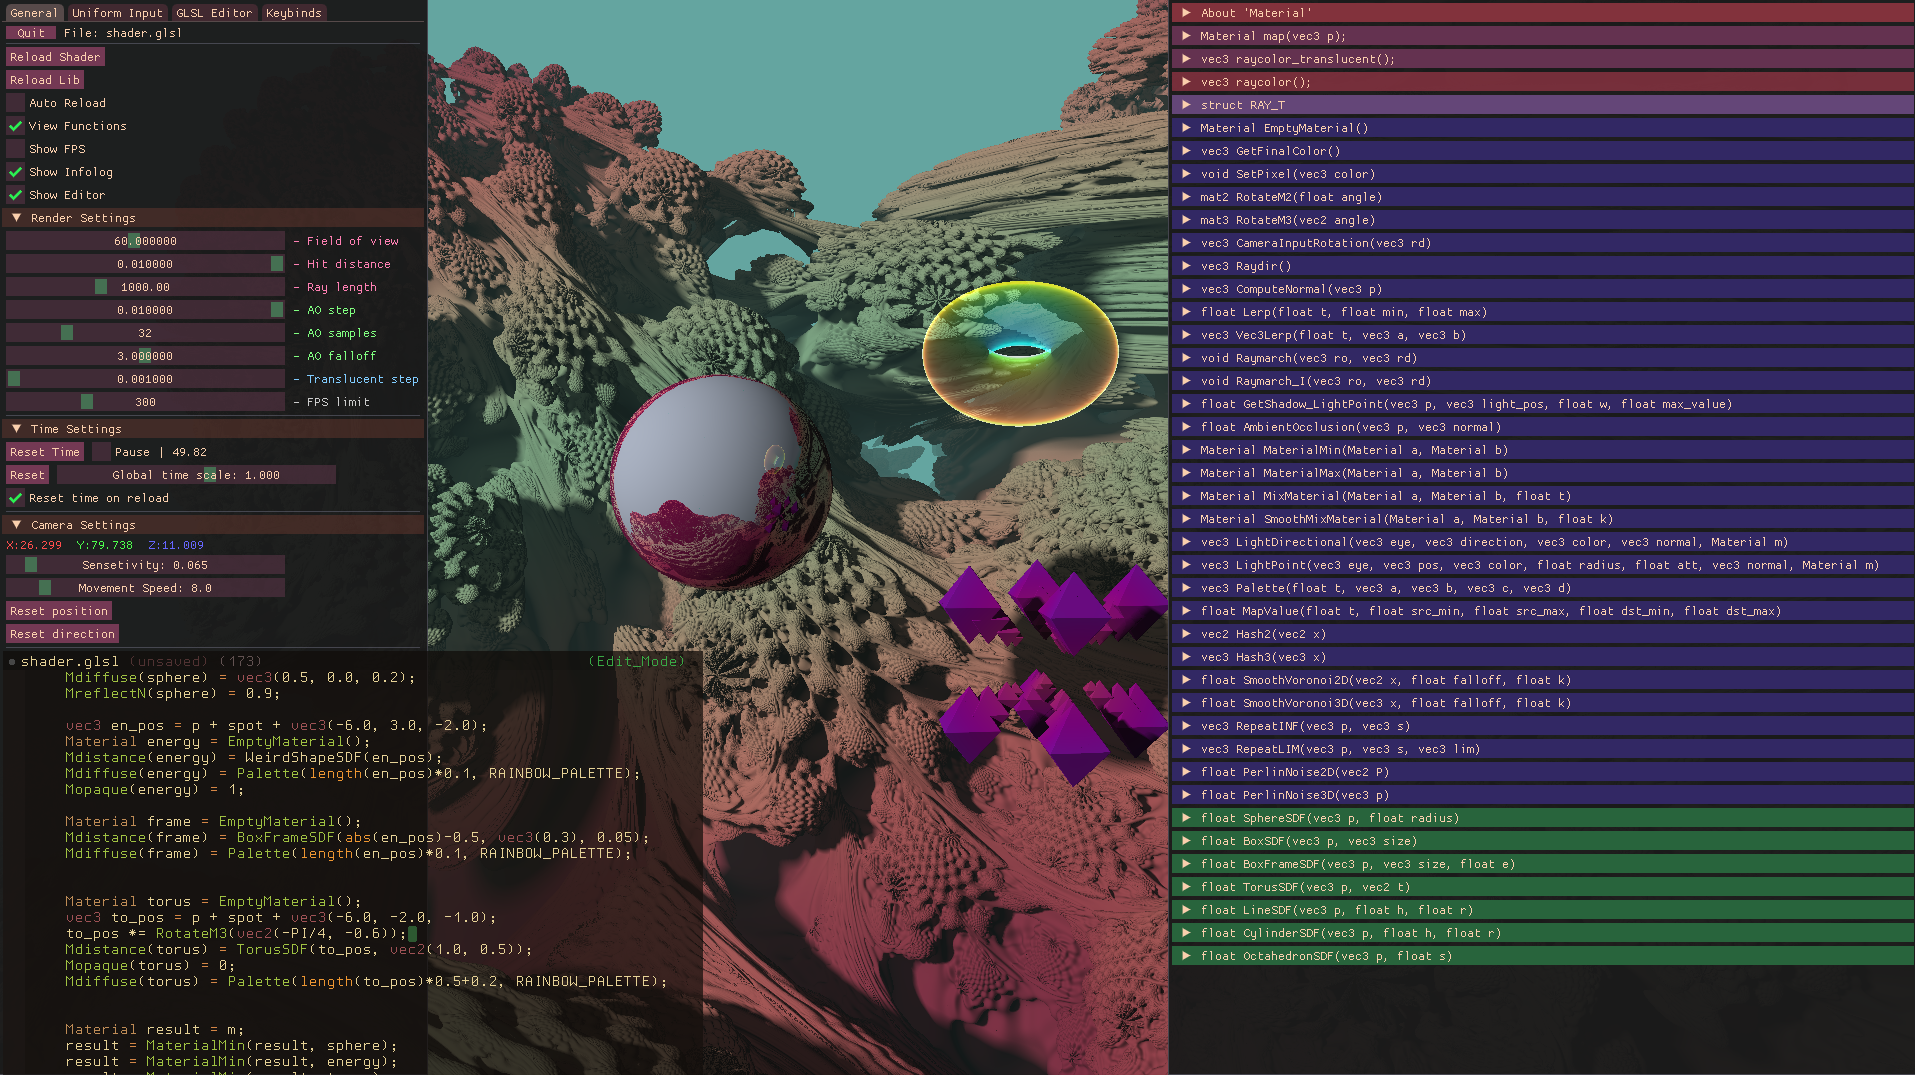 General Uniform Input GLSL Editor Keybinds
Quit File: shader.glsl
Reload Shader
Reload Lib
Auto Reload
View Functions
Show FPS
Show Infolog
Show Editor
Render Settings
60.000000 - Field of view
0.010000 - Hit distance
1000.00 - Ray length
0.010000 - AO step
32 - AO samples
3.000000 - AO falloff
0.001000 - Translucent step
300 - FPS limit
Time Settings
Reset Time Pause | 49.82
Reset Global time scale: 1.000
Reset time on reload
Camera Settings
X:26.299 Y:79.738 Z:11.009
Sensetivity: 0.065
Movement Speed: 8.0
Reset position
Reset direction
shader.glsl (unsaved) (173) (Edit_Mode)
Mdiffuse(sphere) = vec3(0.5, 0.0, 0.2);
MreflectN(sphere) = 0.9;
vec3 en_pos = p + spot + vec3(-6.0, 3.0, -2.0);
Material energy = EmptyMaterial();
Mdistance(energy) = WeirdShapeSDF(en_pos);
Mdiffuse(energy) = Palette(length(en_pos)*0.1, RAINBOW_PALETTE);
Mopaque(energy) = 1;
Material frame = EmptyMaterial();
Mdistance(frame) = BoxFrameSDF(abs(en_pos)-0.5, vec3(0.3), 0.05);
Mdiffuse(frame) = Palette(length(en_pos)*0.1, RAINBOW_PALETTE);
Material torus = EmptyMaterial();
vec3 to_pos = p + spot + vec3(-6.0, -2.0, -1.0);
to_pos *= RotateM3(vec2(-PI/4, -0.6));
Mdistance(torus) = TorusSDF(to_pos, vec2(1.0, 0.5));
Mopaque(torus) = 0;
Mdiffuse(torus) = Palette(length(to_pos)*0.5+0.2, RAINBOW_PALETTE);
Material result = m;
result = MaterialMin(result, sphere);
result = MaterialMin(result, energy);
About 'Material'
Material map(vec3 p);
vec3 raycolor_translucent();
vec3 raycolor();
struct RAY_T
Material EmptyMaterial()
vec3 GetFinalColor()
void SetPixel(vec3 color)
mat2 RotateM2(float angle)
mat3 RotateM3(vec2 angle)
vec3 CameraInputRotation(vec3 rd)
vec3 Raydir()
vec3 ComputeNormal(vec3 p)
float Lerp(float t, float min, float max)
vec3 Vec3Lerp(float t, vec3 a, vec3 b)
void Raymarch(vec3 ro, vec3 rd)
void Raymarch_I(vec3 ro, vec3 rd)
float GetShadow_LightPoint(vec3 p, vec3 light_pos, float w, float max_value)
float AmbientOcclusion(vec3 p, vec3 normal)
Material MaterialMin(Material a, Material b)
Material MaterialMax(Material a, Material b)
Material MixMaterial(Material a, Material b, float t)
Material SmoothMixMaterial(Material a, Material b, float k)
vec3 LightDirectional(vec3 eye, vec3 direction, vec3 color, vec3 normal, Material m)
vec3 LightPoint(vec3 eye, vec3 pos, vec3 color, float radius, float att, vec3 normal, Material m)
vec3 Palette(float t, vec3 a, vec3 b, vec3 c, vec3 d)
float MapValue(float t, float src_min, float src_max, float dst_min, float dst_max)
vec2 Hash2(vec2 x)
vec3 Hash3(vec3 x)
float SmoothVoronoi2D(vec2 x, float falloff, float k)
float SmoothVoronoi3D(vec3 x, float falloff, float k)
vec3 RepeatINF(vec3 p, vec3 s)
vec3 RepeatLIM(vec3 p, vec3 s, vec3 lim)
float PerlinNoise2D(vec2 P)
float PerlinNoise3D(vec3 p)
float SphereSDF(vec3 p, float radius)
float BoxSDF(vec3 p, vec3 size)
float BoxFrameSDF(vec3 p, vec3 size, float e)
float TorusSDF(vec3 p, vec2 t)
float LineSDF(vec3 p, float h, float r)
float CylinderSDF(vec3 p, float h, float r)
float OctahedronSDF(vec3 p, float s)